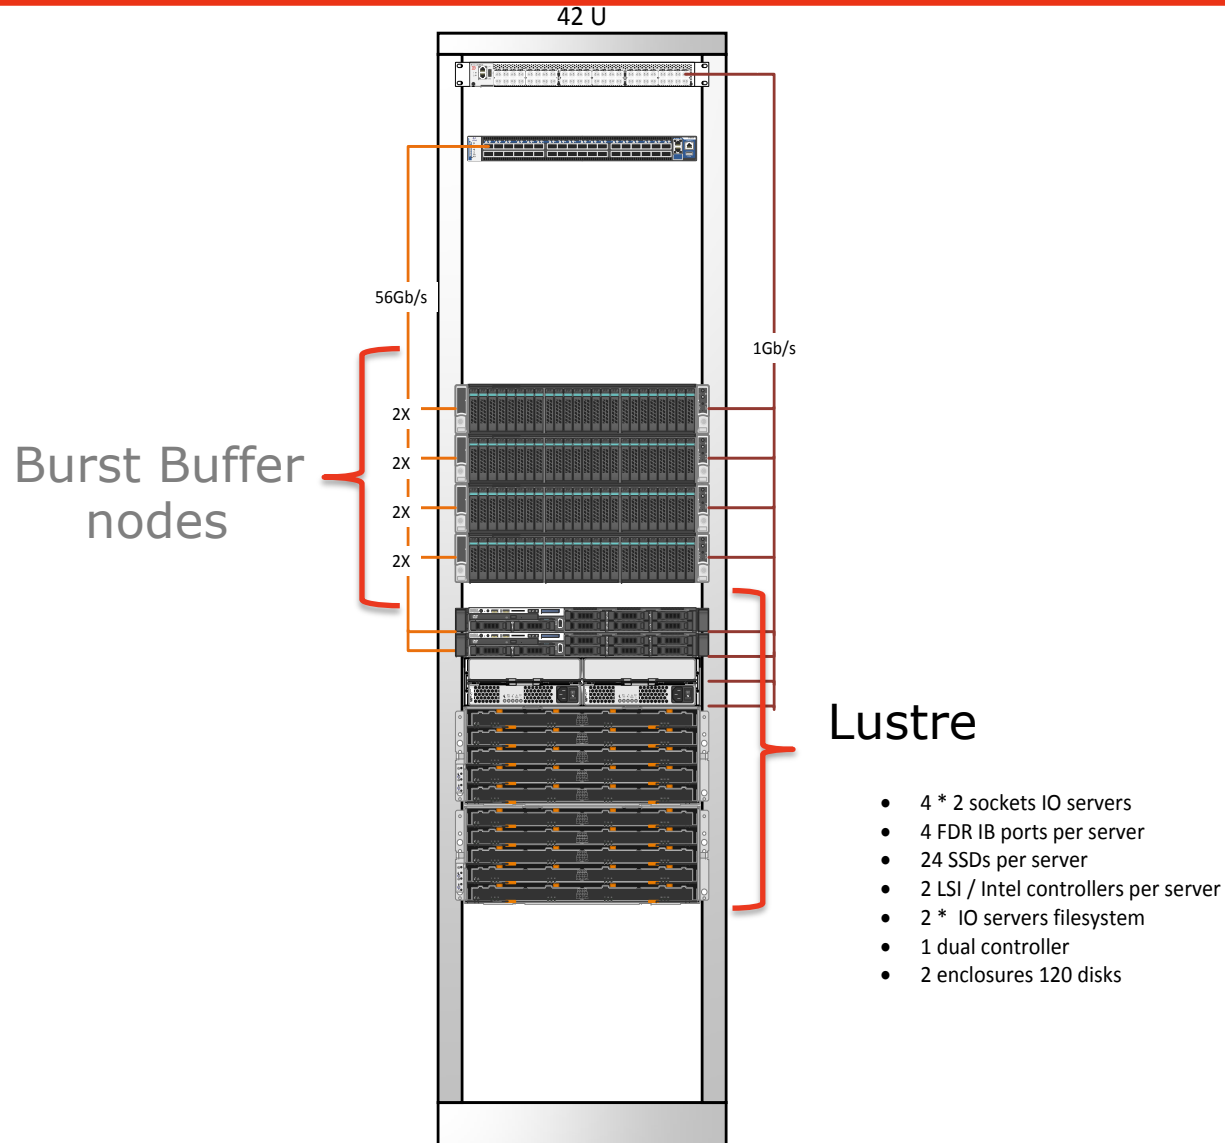 42 U
56Gb/s
1Gb/s
2X
2X
2X
2X
Burst Buffer
nodes
Lustre
• 4 * 2 sockets IO servers
• 4 FDR IB ports per server
• 24 SSDs per server
• 2 LSI / Intel controllers per server
• 2 * IO servers filesystem
• 1 dual controller
• 2 enclosures 120 disks